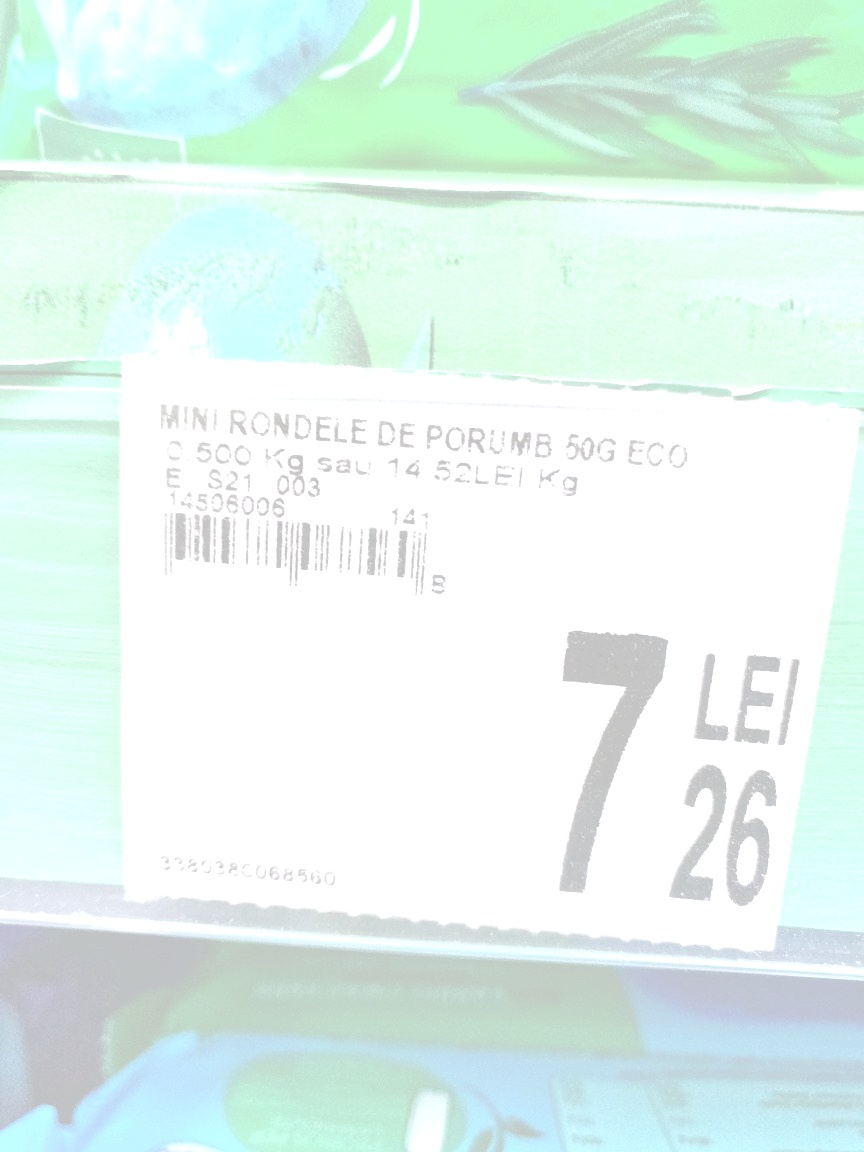 MINI RONDELE DE PORUMB 50G ECO
0.500 Kg sau 14 52LEI Kg
E S21 003
14506006 141
B
7 LEI
26
3380380068560